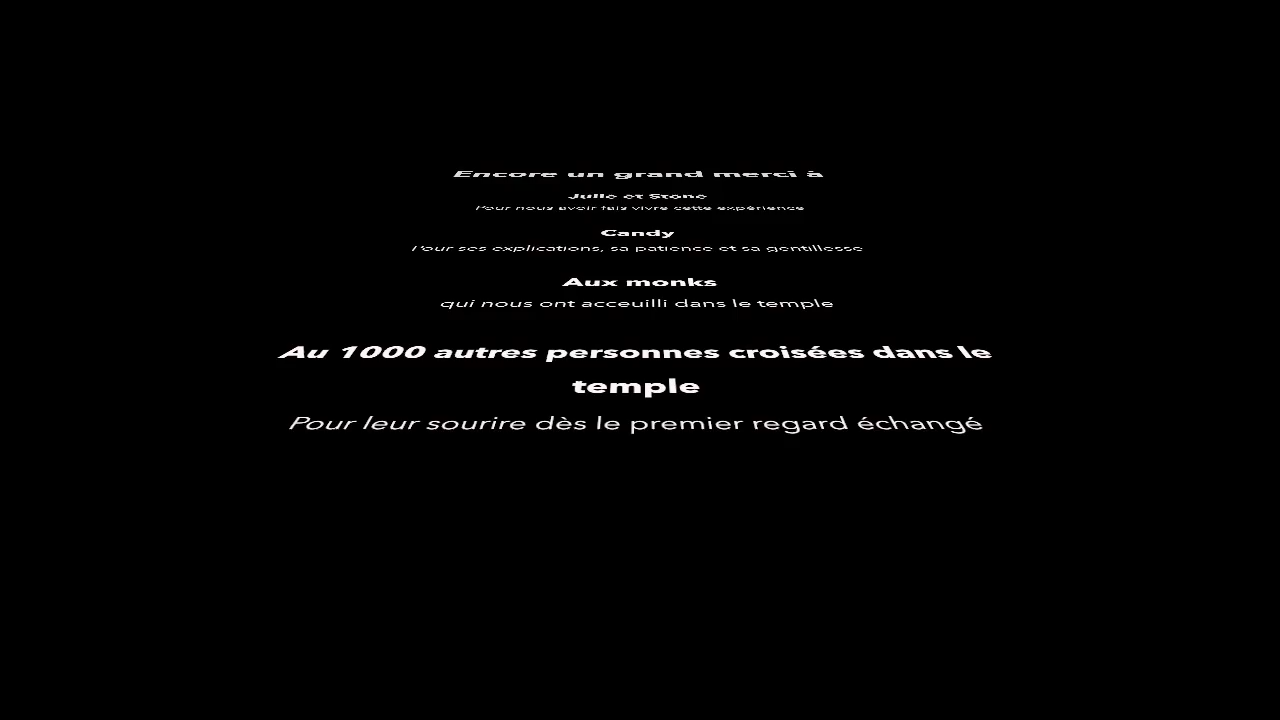 Encore un grand merci à
Julie et Stone
Pour nous avoir fais vivre cette expérience
Candy
Pour ses explications, sa patience et sa gentillesse
Aux monks
qui nous ont acceuilli dans le temple
Au 1000 autres personnes croisées dans le
temple
Pour leur sourire dès le premier regard échangé